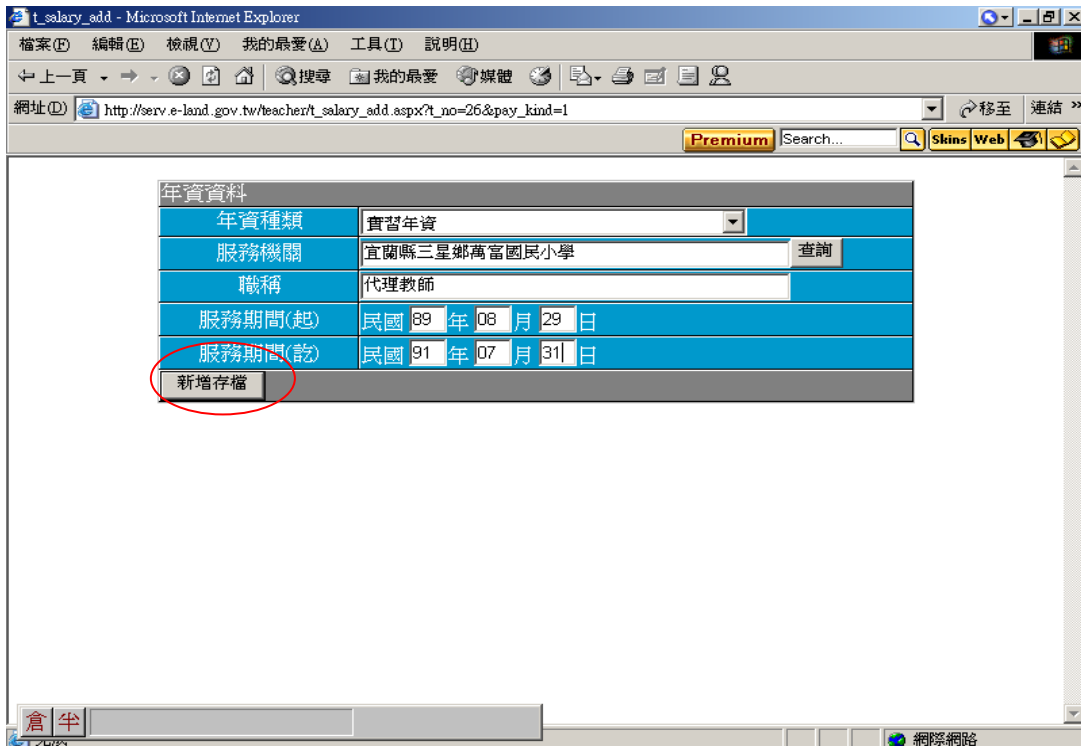 t_salary_add - Microsoft Internet Explorer
檔案(F) 編輯(E) 檢視(V) 我的最愛(A) 工具(T) 說明(H)
上一頁 搜尋 我的最愛 媒體
網址(D) http://serv.e-land.gov.tw/teacher/t_salary_add.aspx?t_no=26&pay_kind=1 移至 連結 »
Premium Search... Skins Web
年資資料
年資種類 實習年資
服務機關 宜蘭縣三星鄉萬富國民小學 查詢
職稱 代理教師
服務期間(起) 民國 89 年 08 月 29 日
服務期間(訖) 民國 91 年 07 月 31 日
新增存檔
倉 半
網際網路